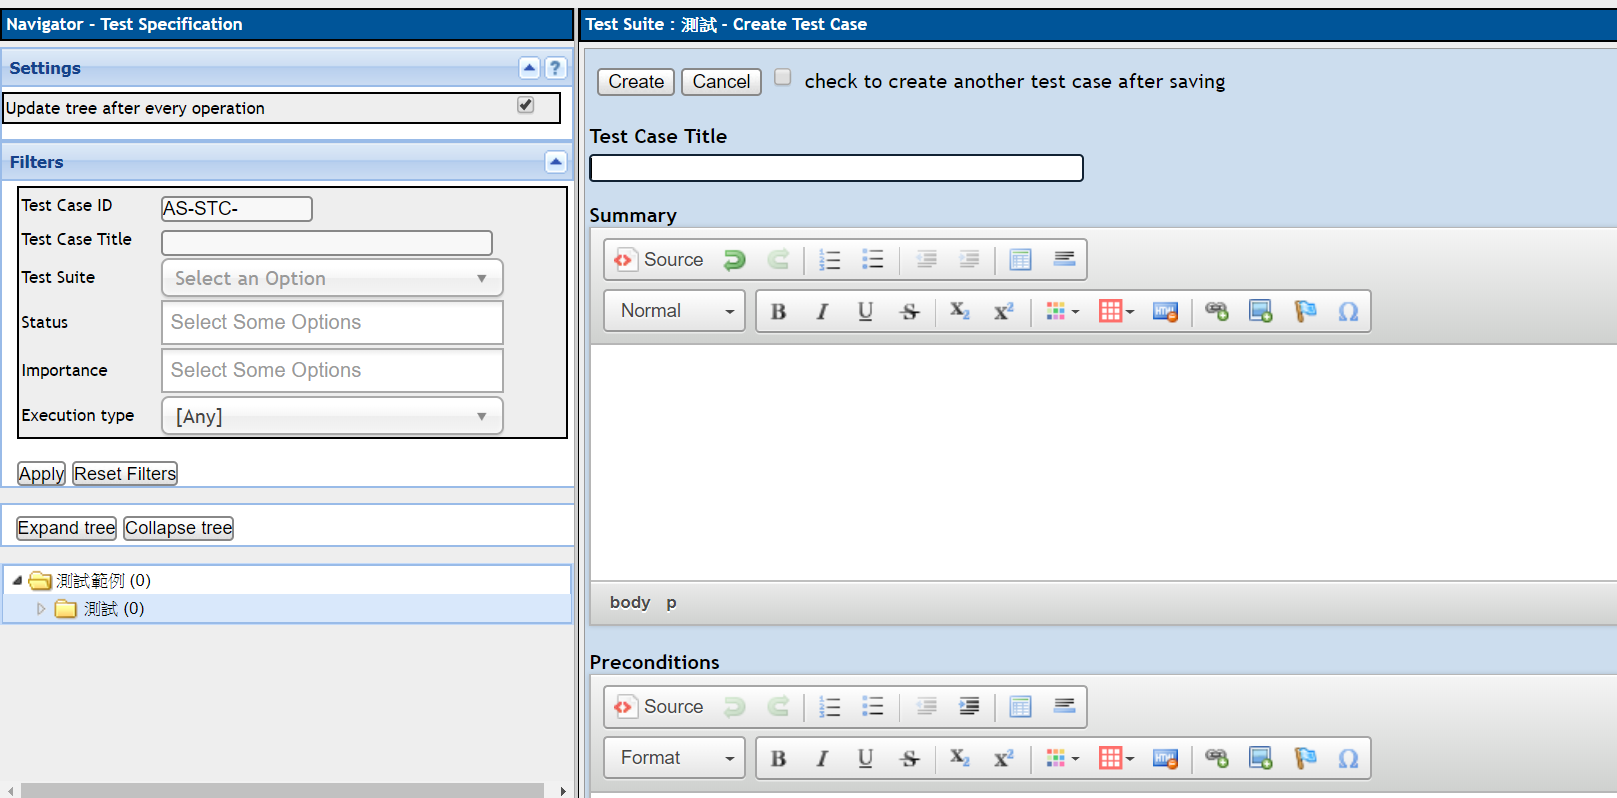 Navigator - Test Specification
Settings
?
Update tree after every operation
Filters
Test Case ID AS-STC-
Test Case Title
Test Suite Select an Option
Status Select Some Options
Importance Select Some Options
Execution type [Any]
Apply Reset Filters
Expand tree Collapse tree
測試範例 (0)
測試 (0)
Test Suite : 測試 - Create Test Case
Create Cancel check to create another test case after saving
Test Case Title
Summary
Source
Normal B I U S X2 X2 Ω
body p
Preconditions
Source
Format B I U S X2 X2 Ω